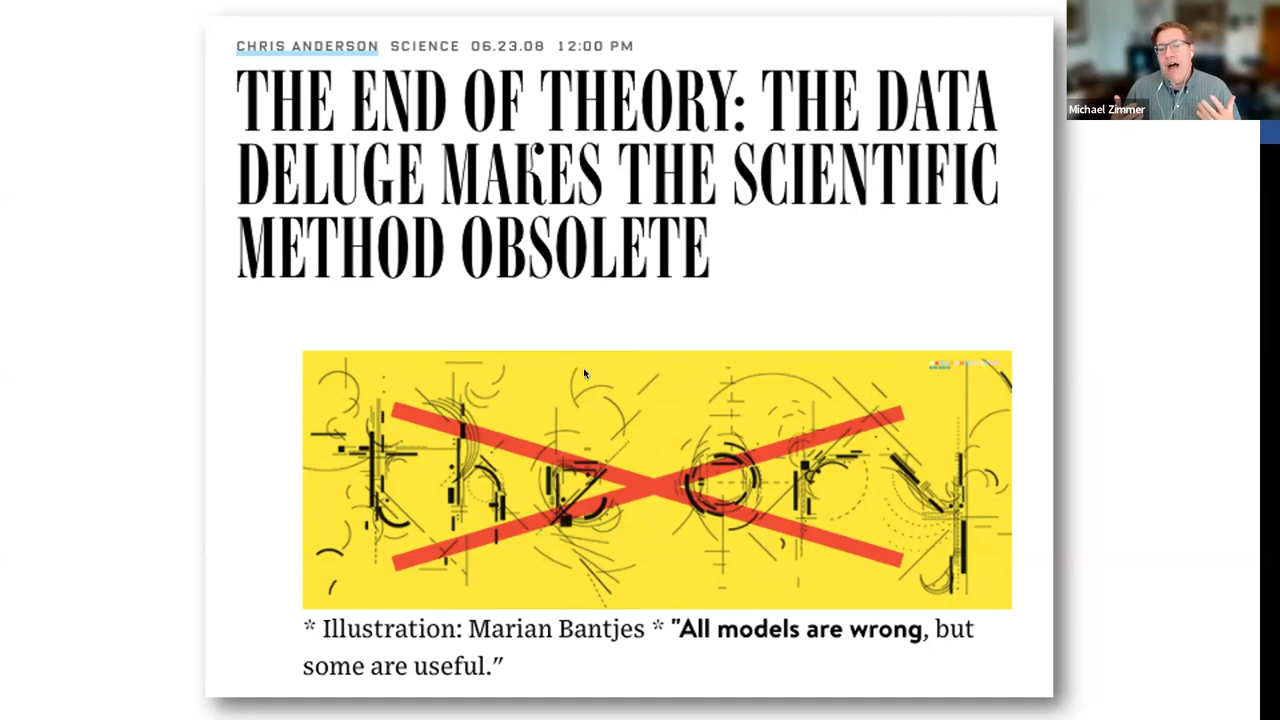 CHRIS ANDERSON SCIENCE 06.23.08 12:00 PM
THE END OF THEORY: THE DATA
DELUGE MAKES THE SCIENTIFIC
METHOD OBSOLETE
theory
* Illustration: Marian Bantjes * "All models are wrong, but
some are useful."
Michael Zimmer